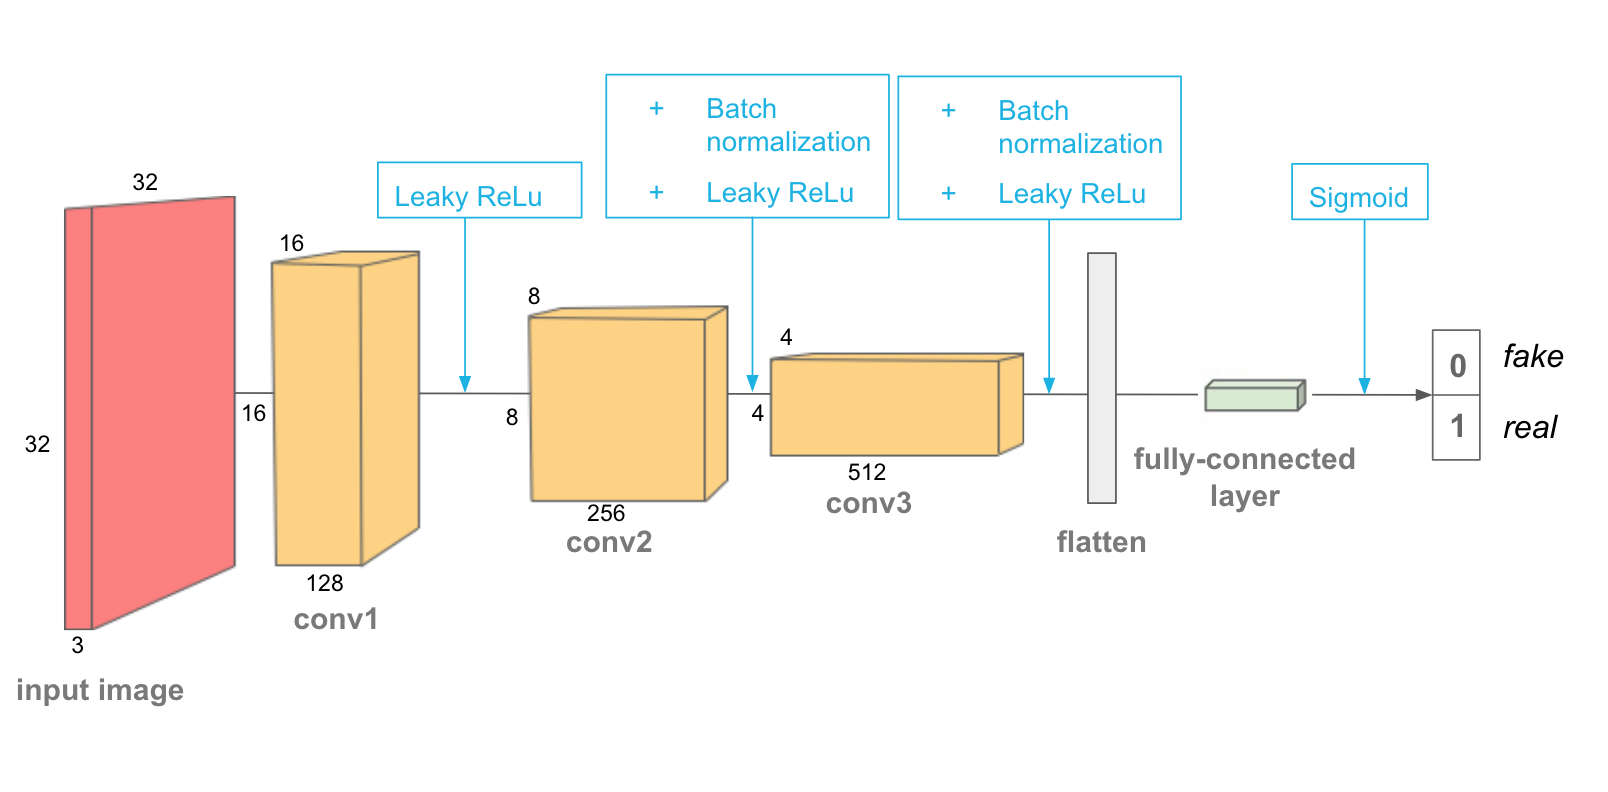 + Batch
normalization
+ Leaky ReLu
+ Batch
normalization
+ Leaky ReLu
Leaky ReLu
Sigmoid
32
32
3
input image
16
16
128
conv1
8
8
256
conv2
4
4
512
conv3
flatten
fully-connected
layer
0 fake
1 real